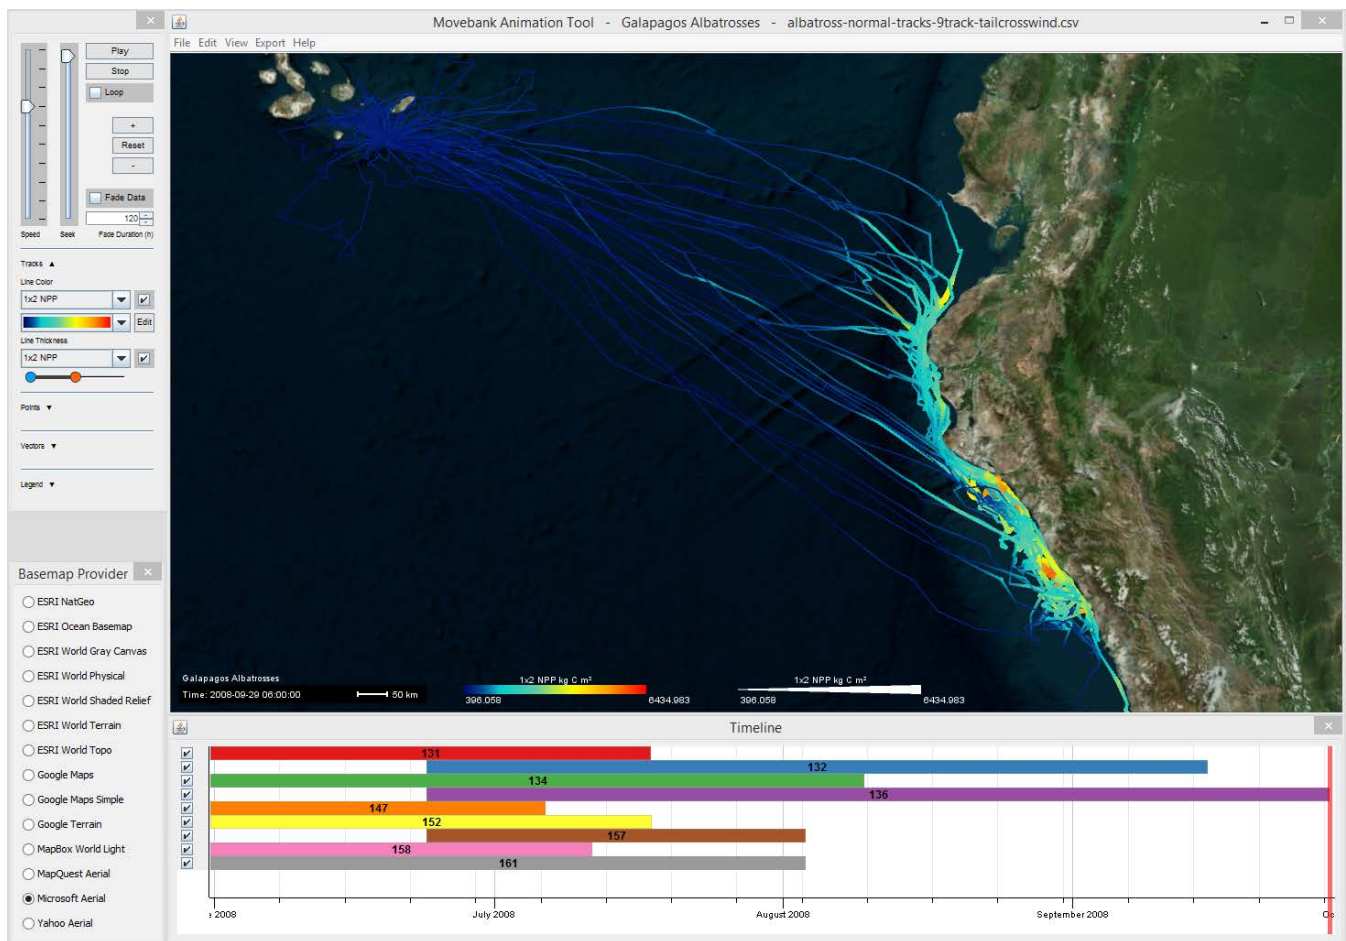 Movebank Animation Tool - Galapagos Albatrosses - albatross-normal-tracks-9track-tailcrosswind.csv
File Edit View Export Help
Play
Stop
Loop
+
Reset
-
Fade Data
120
Speed Seek Fade Duration (h)
Tracks ▲
Line Color
1x2 NPP
Edit
Line Thickness
1x2 NPP
Points ▼
Vectors ▼
Legend ▼
Basemap Provider
ESRI NatGeo
ESRI Ocean Basemap
ESRI World Gray Canvas
ESRI World Physical
ESRI World Shaded Relief
ESRI World Terrain
ESRI World Topo
Google Maps
Google Maps Simple
Google Terrain
MapBox World Light
MapQuest Aerial
Microsoft Aerial
Yahoo Aerial
Galapagos Albatrosses
Time: 2008-09-29 06:00:00 50 km
1x2 NPP kg C m²
396.058 6434.983
1x2 NPP kg C m²
396.058 6434.983
Timeline
131
132
134
136
147
152
157
158
161
2008 July 2008 August 2008 September 2008